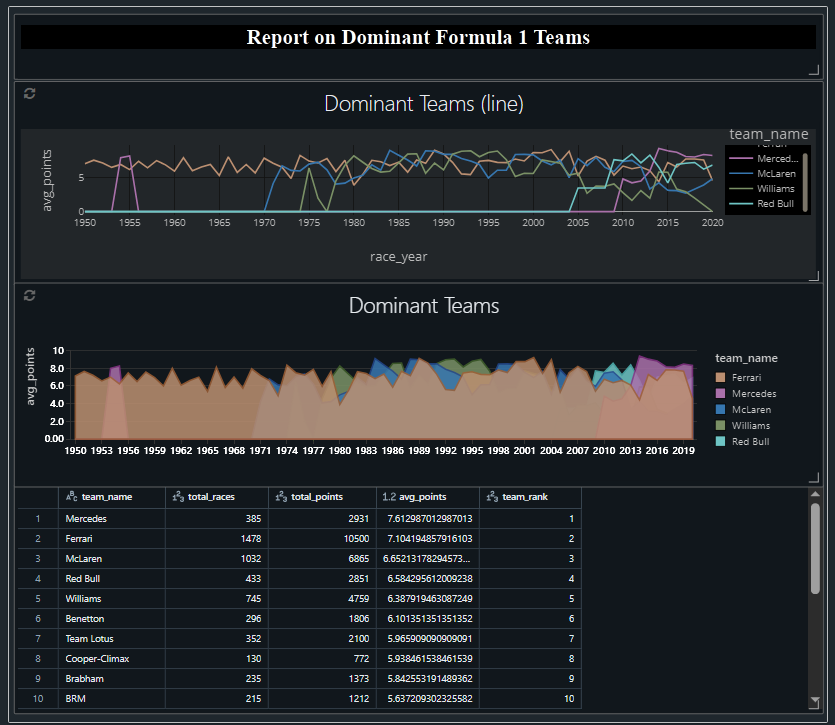 Report on Dominant Formula 1 Teams
Dominant Teams (line)
team_name
Ferrari
Merced...
McLaren
Williams
Red Bull
avg_points
5
0
1950 1955 1960 1965 1970 1975 1980 1985 1990 1995 2000 2005 2010 2015 2020
race_year
Dominant Teams
avg_points
10
8.0
6.0
4.0
2.0
0.00
1950 1953 1956 1959 1962 1965 1968 1971 1974 1977 1980 1983 1986 1989 1992 1995 1998 2001 2004 2007 2010 2013 2016 2019
team_name
Ferrari
Mercedes
McLaren
Williams
Red Bull
ABC team_name 123 total_races 123 total_points 1.2 avg_points 123 team_rank
1 Mercedes 385 2931 7.612987012987013 1
2 Ferrari 1478 10500 7.104194857916103 2
3 McLaren 1032 6865 6.65213178294573... 3
4 Red Bull 433 2851 6.584295612009238 4
5 Williams 745 4759 6.387919463087249 5
6 Benetton 296 1806 6.101351351351352 6
7 Team Lotus 352 2100 5.965909090909091 7
8 Cooper-Climax 130 772 5.938461538461539 8
9 Brabham 235 1373 5.842553191489362 9
10 BRM 215 1212 5.637209302325582 10